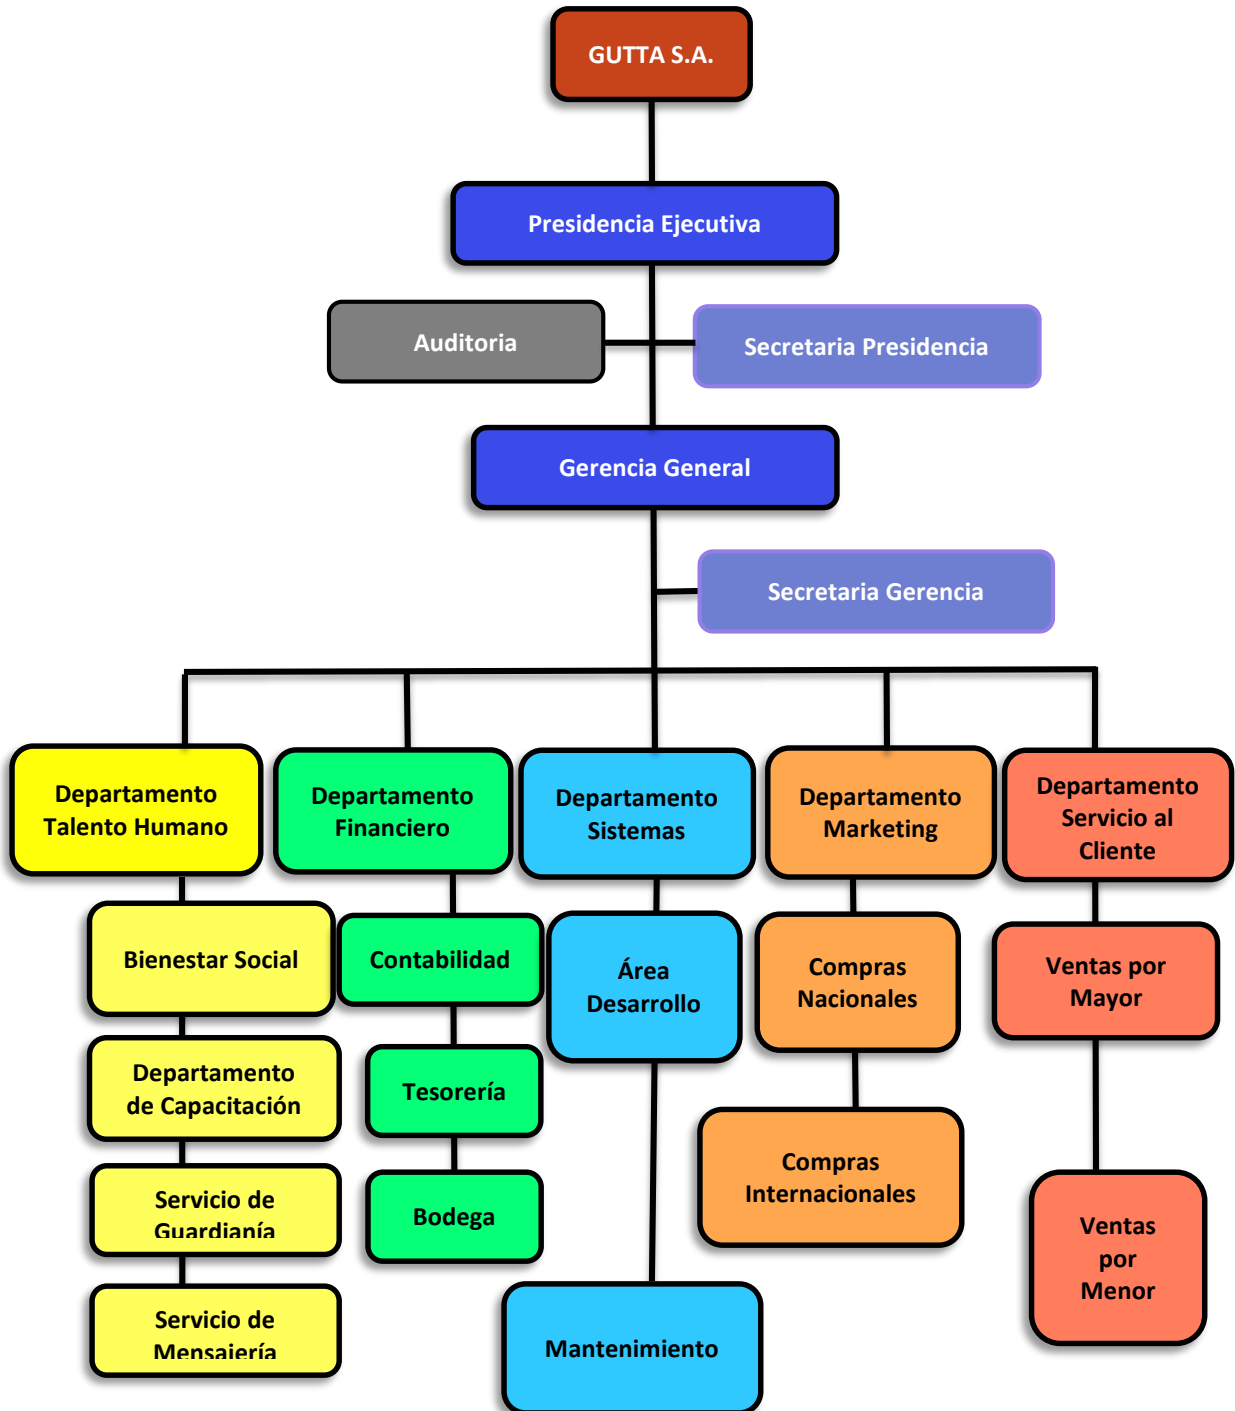 GUTTA S.A.
Presidencia Ejecutiva
Auditoria
Secretaria Presidencia
Gerencia General
Secretaria Gerencia
Departamento
Talento Humano
Departamento
Financiero
Departamento
Sistemas
Departamento
Marketing
Departamento
Servicio al
Cliente
Bienestar Social
Contabilidad
Área
Desarrollo
Compras
Nacionales
Ventas por
Mayor
Departamento
de Capacitación
Tesorería
Compras
Internacionales
Servicio de
Guardianía
Bodega
Ventas
por
Menor
Servicio de
Mensajería
Mantenimiento